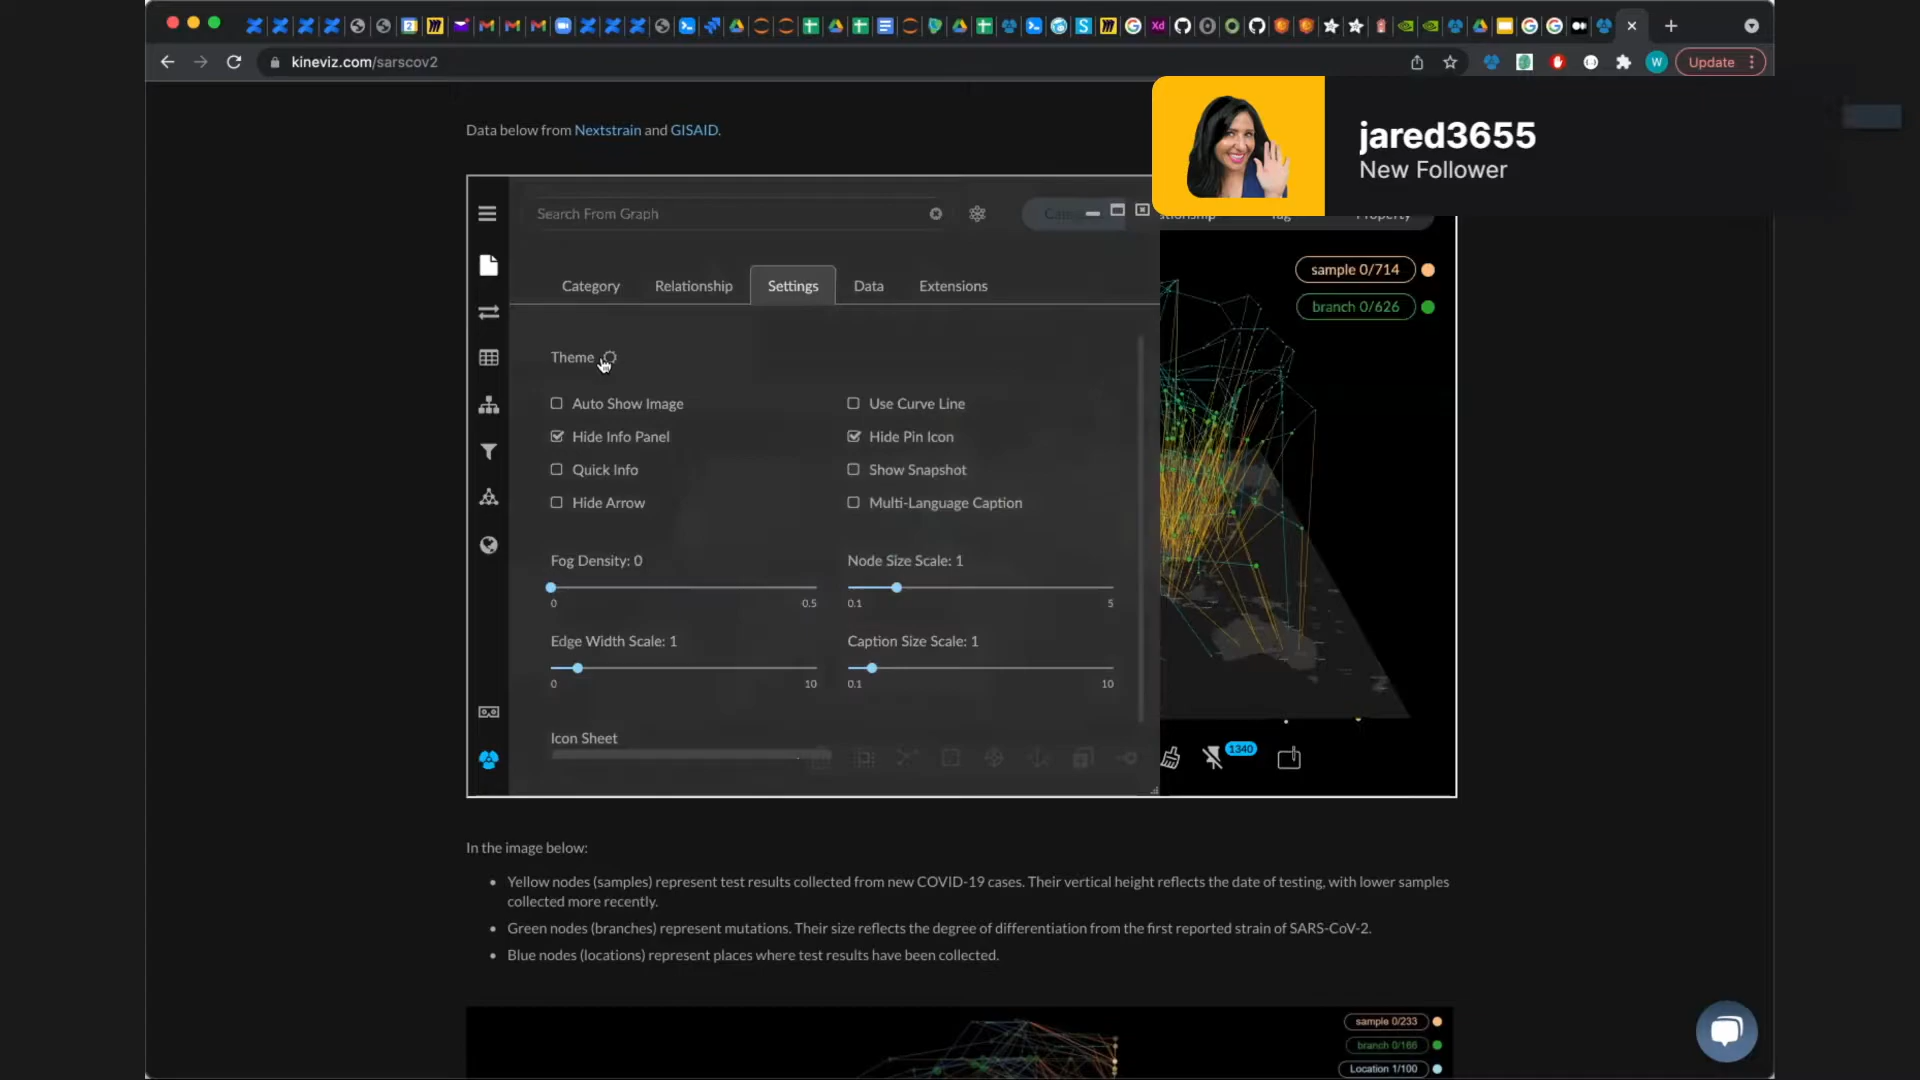 kineviz.com/sarscov2
W
Update
Data below from Nextstrain and GISAID.
jared3655
New Follower
Search From Graph
Tag
Property
Category
Relationship
Settings
Data
Extensions
sample 0/714
branch 0/626
Theme
Auto Show Image
Use Curve Line
Hide Info Panel
Hide Pin Icon
Quick Info
Show Snapshot
Hide Arrow
Multi-Language Caption
Fog Density: 0
Node Size Scale: 1
0
0.5
0.1
5
Edge Width Scale: 1
Caption Size Scale: 1
0
10
0.1
10
Icon Sheet
1340
In the image below:
Yellow nodes (samples) represent test results collected from new COVID-19 cases. Their vertical height reflects the date of testing, with lower samples
collected more recently.
Green nodes (branches) represent mutations. Their size reflects the degree of differentiation from the first reported strain of SARS-CoV-2.
Blue nodes (locations) represent places where test results have been collected.
sample 0/233
branch 0/166
Location 1/100